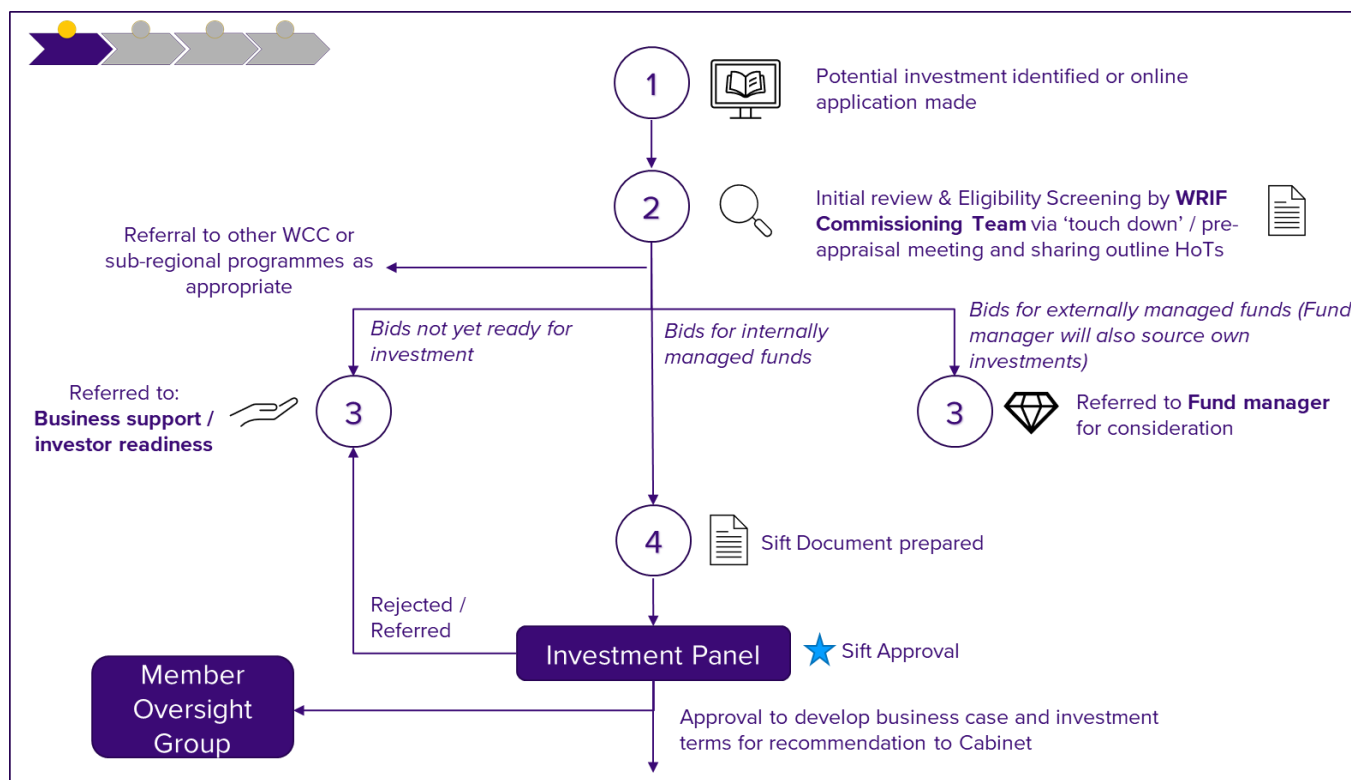 1
Potential investment identified or online
application made
2
Initial review & Eligibility Screening by WRIF
Commissioning Team via ‘touch down’ / pre-
appraisal meeting and sharing outline HoTs
Referral to other WCC or
sub-regional programmes as
appropriate
Bids not yet ready for
investment
Bids for internally
managed funds
Bids for externally managed funds (Fund
manager will also source own
investments)
Referred to:
Business support /
investor readiness
3
3
Referred to Fund manager
for consideration
4
Sift Document prepared
Rejected /
Referred
Investment Panel
Sift Approval
Member
Oversight
Group
Approval to develop business case and investment
terms for recommendation to Cabinet